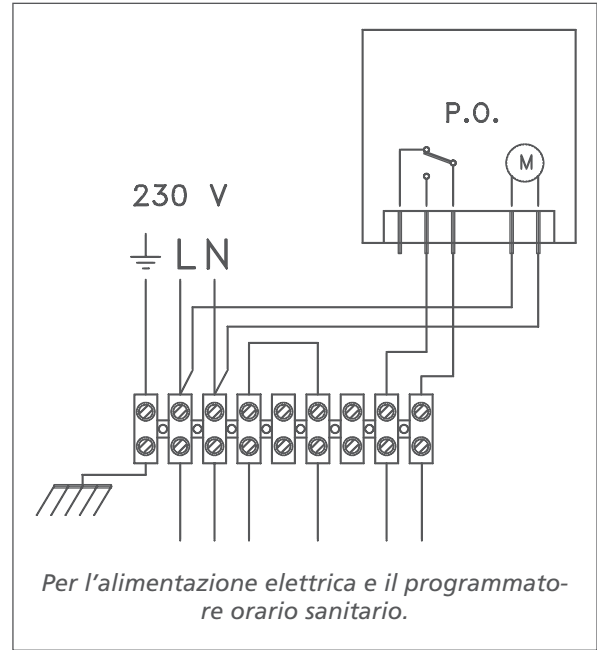 P.O.
M
230 V
L N
Per l’alimentazione elettrica e il programmato-
re orario sanitario.